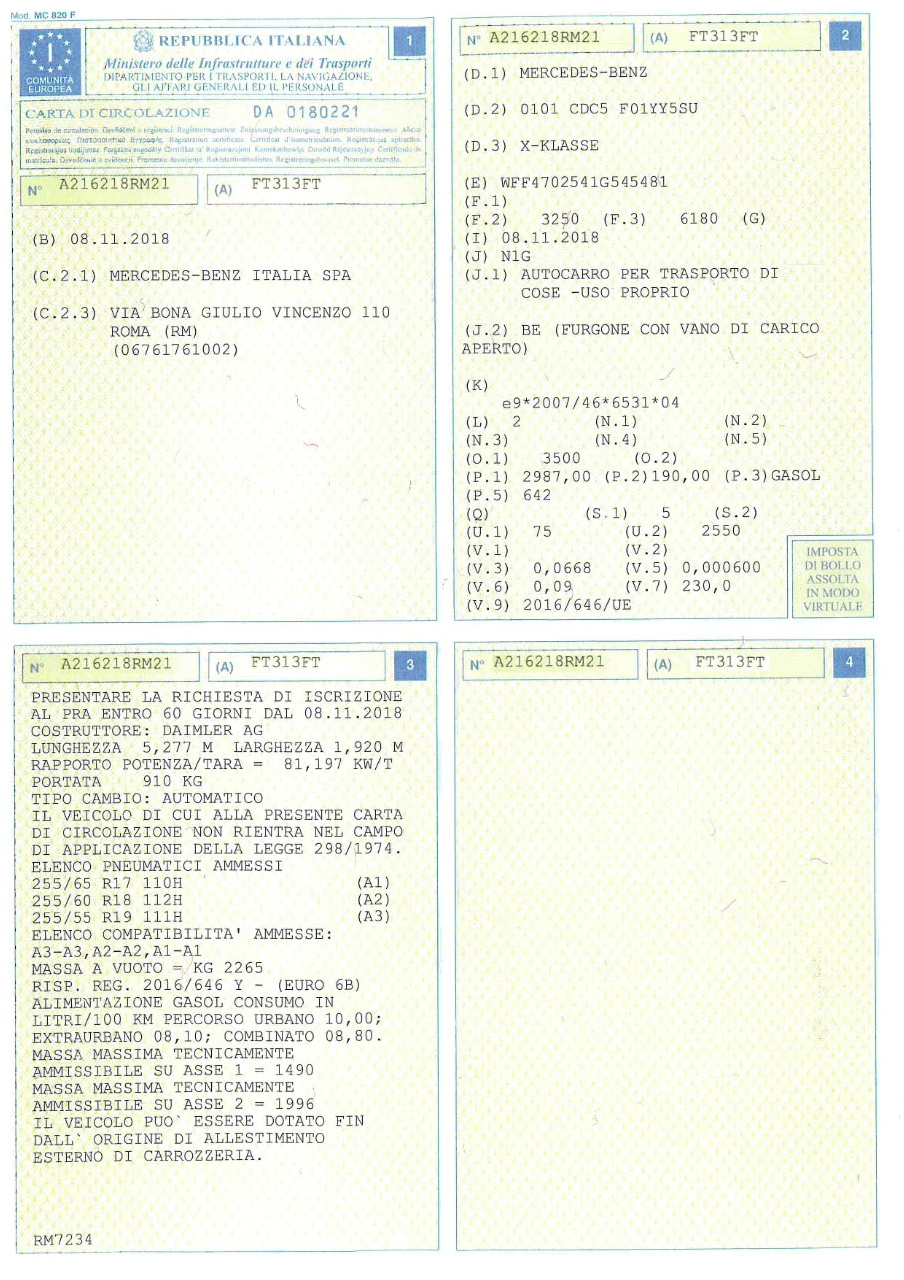 Mod. MC 820 F
COMUNITÀ
EUROPEA
I
REPUBBLICA ITALIANA
1
Ministero delle Infrastrutture e dei Trasporti
DIPARTIMENTO PER I TRASPORTI, LA NAVIGAZIONE,
GLI AFFARI GENERALI ED IL PERSONALE
CARTA DI CIRCOLAZIONE DA 0180221
N° A216218RM21 (A) FT313FT
(B) 08.11.2018
(C.2.1) MERCEDES-BENZ ITALIA SPA
(C.2.3) VIA BONA GIULIO VINCENZO 110
ROMA (RM)
(06761761002)
N° A216218RM21 (A) FT313FT 2
(D.1) MERCEDES-BENZ
(D.2) 0101 CDC5 F01YY5SU
(D.3) X-KLASSE
(E) WFF4702541G545481
(F.1)
(F.2) 3250 (F.3) 6180 (G)
(I) 08.11.2018
(J) N1G
(J.1) AUTOCARRO PER TRASPORTO DI
COSE -USO PROPRIO
(J.2) BE (FURGONE CON VANO DI CARICO
APERTO)
(K)
e9*2007/46*6531*04
(L) 2 (N.1) (N.2)
(N.3) (N.4) (N.5)
(O.1) 3500 (O.2)
(P.1) 2987,00 (P.2)190,00 (P.3)GASOL
(P.5) 642
(Q) (S.1) 5 (S.2)
(U.1) 75 (U.2) 2550
(V.1) (V.2)
(V.3) 0,0668 (V.5) 0,000600
(V.6) 0,09 (V.7) 230,0
(V.9) 2016/646/UE
IMPOSTA
DI BOLLO
ASSOLTA
IN MODO
VIRTUALE
N° A216218RM21 (A) FT313FT 3
PRESENTARE LA RICHIESTA DI ISCRIZIONE
AL PRA ENTRO 60 GIORNI DAL 08.11.2018
COSTRUTTORE: DAIMLER AG
LUNGHEZZA 5,277 M LARGHEZZA 1,920 M
RAPPORTO POTENZA/TARA = 81,197 KW/T
PORTATA 910 KG
TIPO CAMBIO: AUTOMATICO
IL VEICOLO DI CUI ALLA PRESENTE CARTA
DI CIRCOLAZIONE NON RIENTRA NEL CAMPO
DI APPLICAZIONE DELLA LEGGE 298/1974.
ELENCO PNEUMATICI AMMESSI
255/65 R17 110H (A1)
255/60 R18 112H (A2)
255/55 R19 111H (A3)
ELENCO COMPATIBILITA' AMMESSE:
A3-A3,A2-A2,A1-A1
MASSA A VUOTO = KG 2265
RISP. REG. 2016/646 Y - (EURO 6B)
ALIMENTAZIONE GASOL CONSUMO IN
LITRI/100 KM PERCORSO URBANO 10,00;
EXTRAURBANO 08,10; COMBINATO 08,80.
MASSA MASSIMA TECNICAMENTE
AMMISSIBILE SU ASSE 1 = 1490
MASSA MASSIMA TECNICAMENTE
AMMISSIBILE SU ASSE 2 = 1996
IL VEICOLO PUO` ESSERE DOTATO FIN
DALL` ORIGINE DI ALLESTIMENTO
ESTERNO DI CARROZZERIA.
RM7234
N° A216218RM21 (A) FT313FT 4